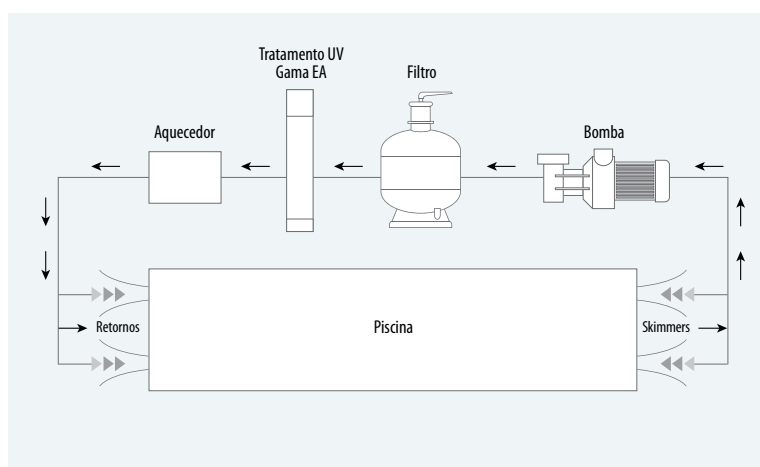 Tratamento UV
Gama EA
Filtro
Aquecedor
Bomba
Retornos
Piscina
Skimmers